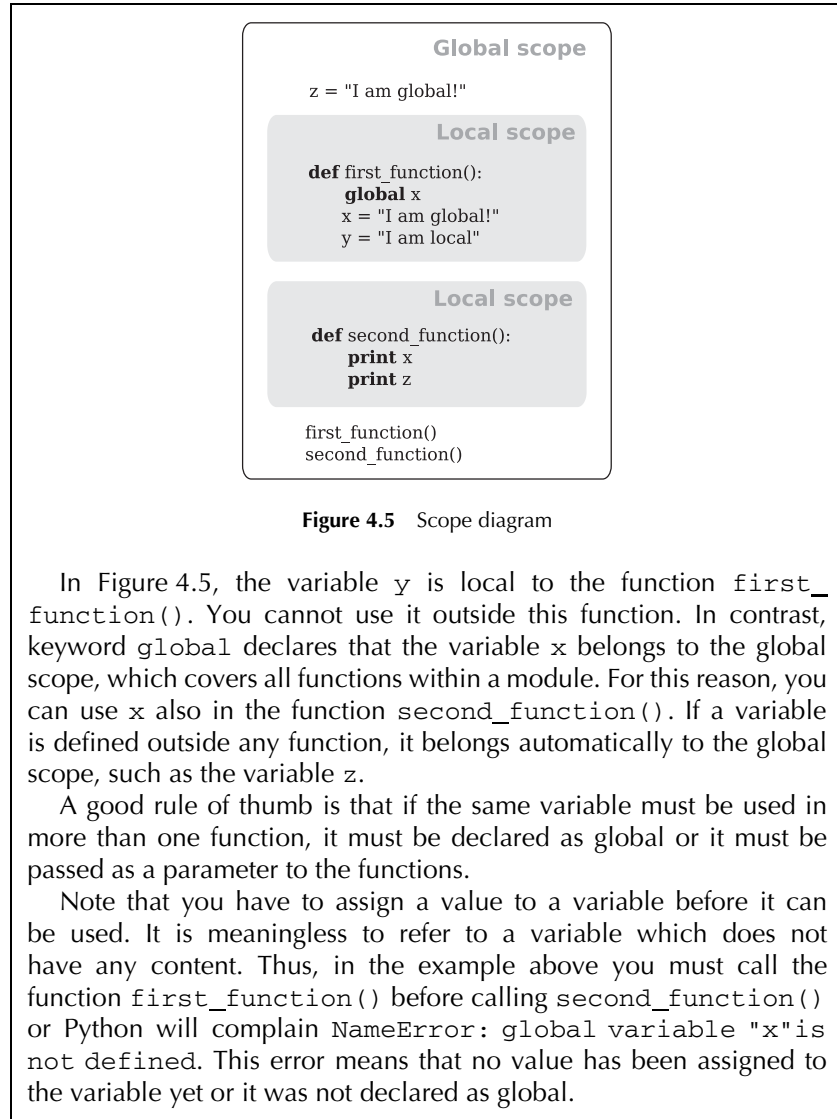 Global scope
z = "I am global!"
Local scope
def first_function():
global x
x = "I am global!"
y = "I am local"
Local scope
def second_function():
print x
print z
first_function()
second_function()
Figure 4.5 Scope diagram
In Figure 4.5, the variable y is local to the function first_
function(). You cannot use it outside this function. In contrast,
keyword global declares that the variable x belongs to the global
scope, which covers all functions within a module. For this reason, you
can use x also in the function second_function(). If a variable
is defined outside any function, it belongs automatically to the global
scope, such as the variable z.
A good rule of thumb is that if the same variable must be used in
more than one function, it must be declared as global or it must be
passed as a parameter to the functions.
Note that you have to assign a value to a variable before it can
be used. It is meaningless to refer to a variable which does not
have any content. Thus, in the example above you must call the
function first_function() before calling second_function()
or Python will complain NameError: global variable "x"is
not defined. This error means that no value has been assigned to
the variable yet or it was not declared as global.